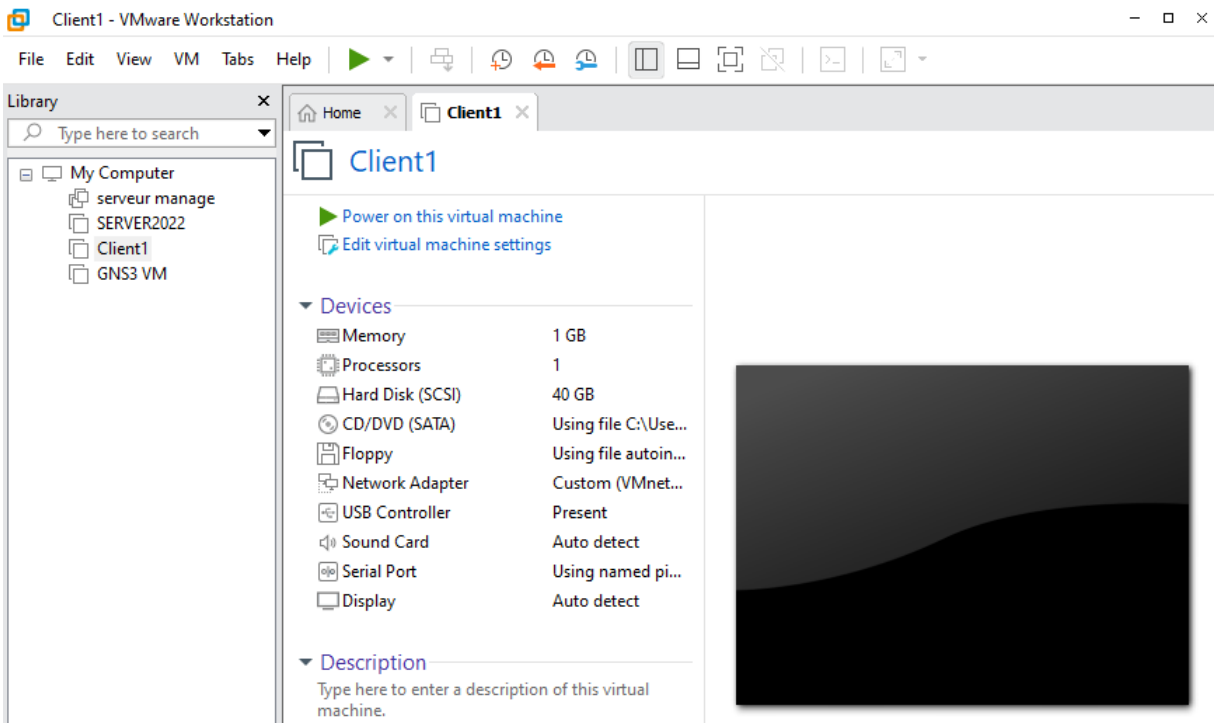 Client1 - VMware Workstation
File Edit View VM Tabs Help
Library
Type here to search
My Computer
serveur manage
SERVER2022
Client1
GNS3 VM
Home Client1
Client1
Power on this virtual machine
Edit virtual machine settings
Devices
Memory 1 GB
Processors 1
Hard Disk (SCSI) 40 GB
CD/DVD (SATA) Using file C:\Use...
Floppy Using file autoin...
Network Adapter Custom (VMnet...
USB Controller Present
Sound Card Auto detect
Serial Port Using named pi...
Display Auto detect
Description
Type here to enter a description of this virtual
machine.